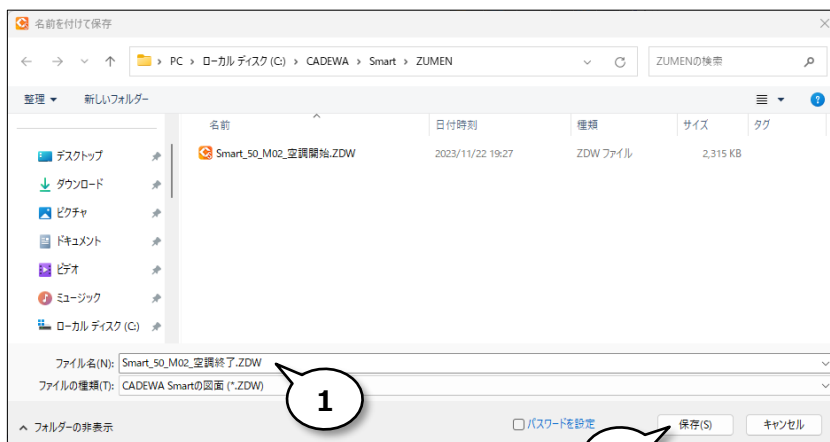 名前を付けて保存
PC › ローカル ディスク (C:) › CADEWA › Smart › ZUMEN
ZUMENの検索
整理 新しいフォルダー
名前 日付時刻 種類 サイズ タグ
Smart_50_M02_空調開始.ZDW 2023/11/22 19:27 ZDW ファイル 2,315 KB
デスクトップ
ダウンロード
ピクチャ
ドキュメント
ビデオ
ミュージック
ローカル ディスク (C:)
ファイル名(N): Smart_50_M02_空調終了.ZDW
ファイルの種類(T): CADEWA Smartの図面 (*.ZDW)
1
フォルダーの非表示
パスワードを設定
保存(S)
キャンセル